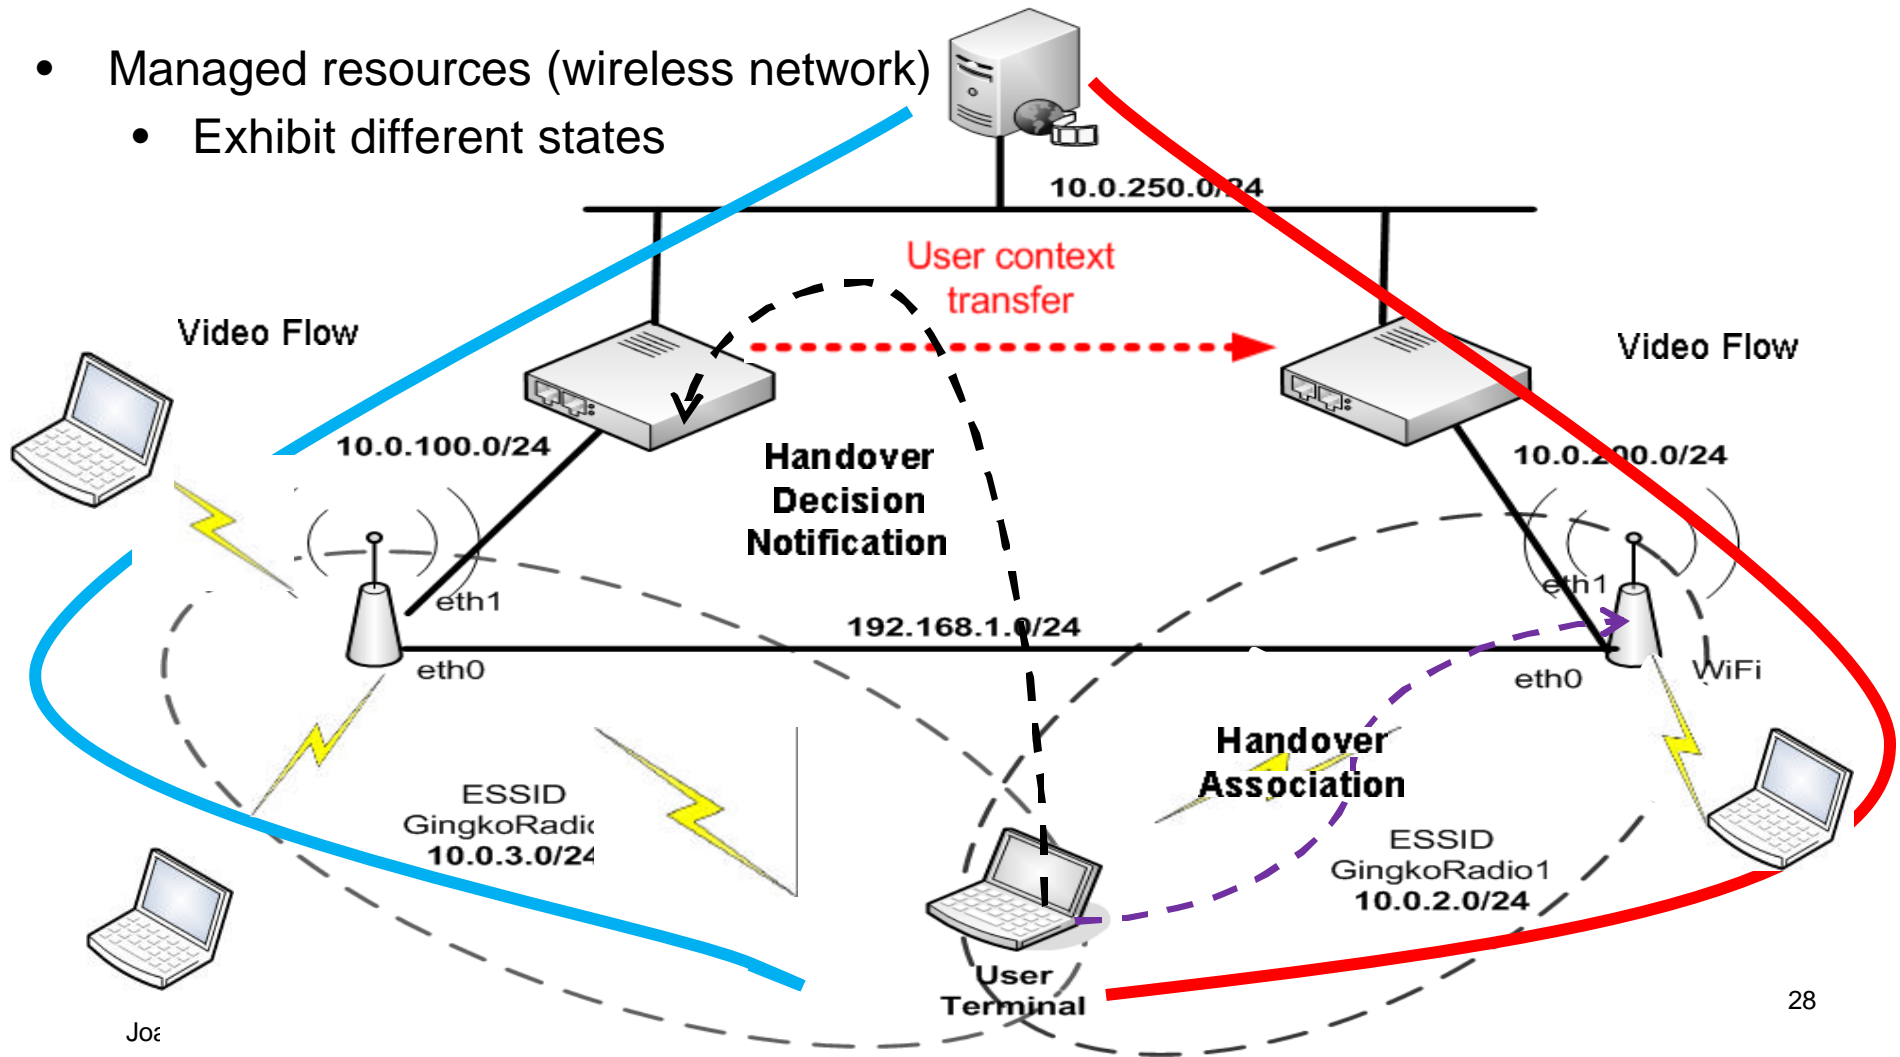 • Managed resources (wireless network)
• Exhibit different states
10.0.250.0/24
User context
transfer
Video Flow
Video Flow
10.0.100.0/24
10.0.200.0/24
Handover
Decision
Notification
eth1
eth1
192.168.1.0/24
eth0
eth0
WiFi
Handover
Association
ESSID
GingkoRadio
10.0.3.0/24
ESSID
GingkoRadio1
10.0.2.0/24
User
Terminal
28
Joa